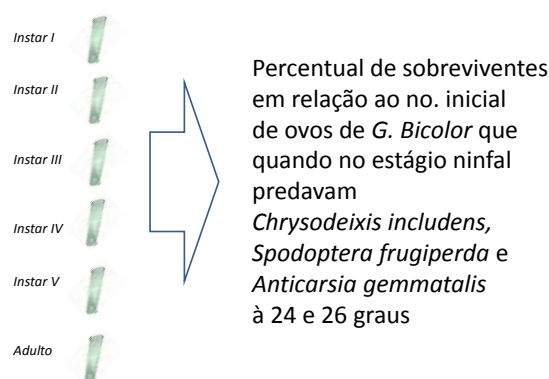 Instar I
Instar II
Instar III
Instar IV
Instar V
Adulto
Percentual de sobreviventes
em relação ao no. inicial
de ovos de G. Bicolor que
quando no estágio ninfal
predavam
Chrysodeixis includens,
Spodoptera frugiperda e
Anticarsia gemmatalis
à 24 e 26 graus